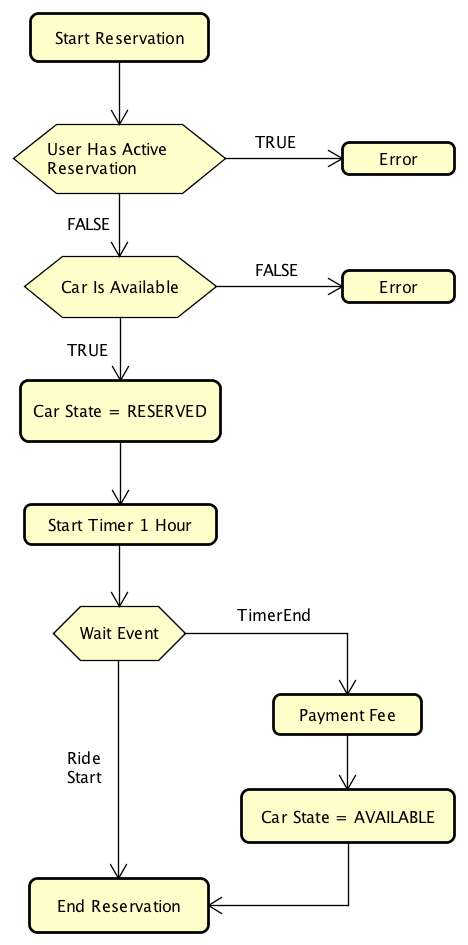 Start Reservation
User Has Active
Reservation
TRUE
Error
FALSE
Car Is Available
FALSE
Error
TRUE
Car State = RESERVED
Start Timer 1 Hour
Wait Event
TimerEnd
Payment Fee
Ride
Start
Car State = AVAILABLE
End Reservation